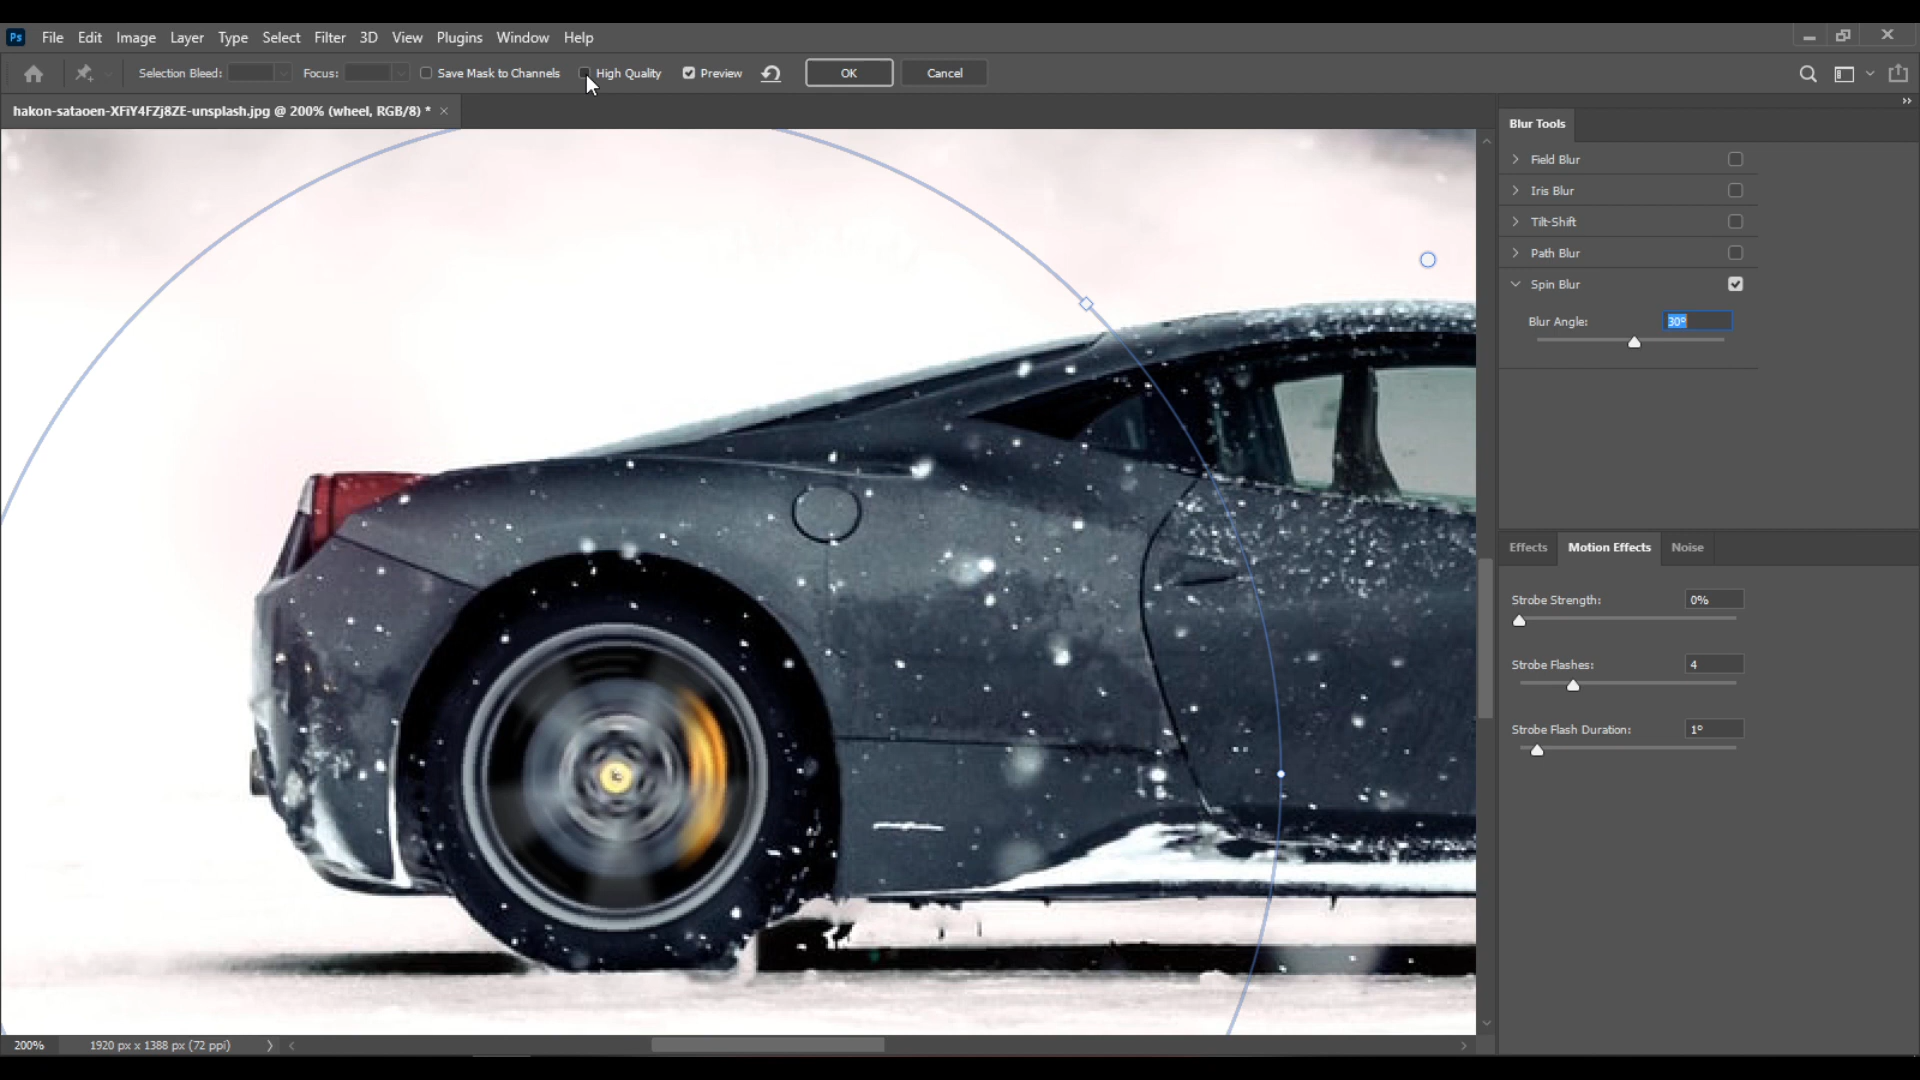 Ps File Edit Image Layer Type Select Filter 3D View Plugins Window Help
Selection Bleed: Focus: Save Mask to Channels High Quality Preview OK Cancel
hakon-sataoen-XFiY4FZj8ZE-unsplash.jpg @ 200% (wheel, RGB/8) *
Blur Tools
Field Blur
Iris Blur
Tilt-Shift
Path Blur
Spin Blur
Blur Angle: 30°
Effects Motion Effects Noise
Strobe Strength: 0%
Strobe Flashes: 4
Strobe Flash Duration: 1°
200% 1920 px x 1388 px (72 ppi)